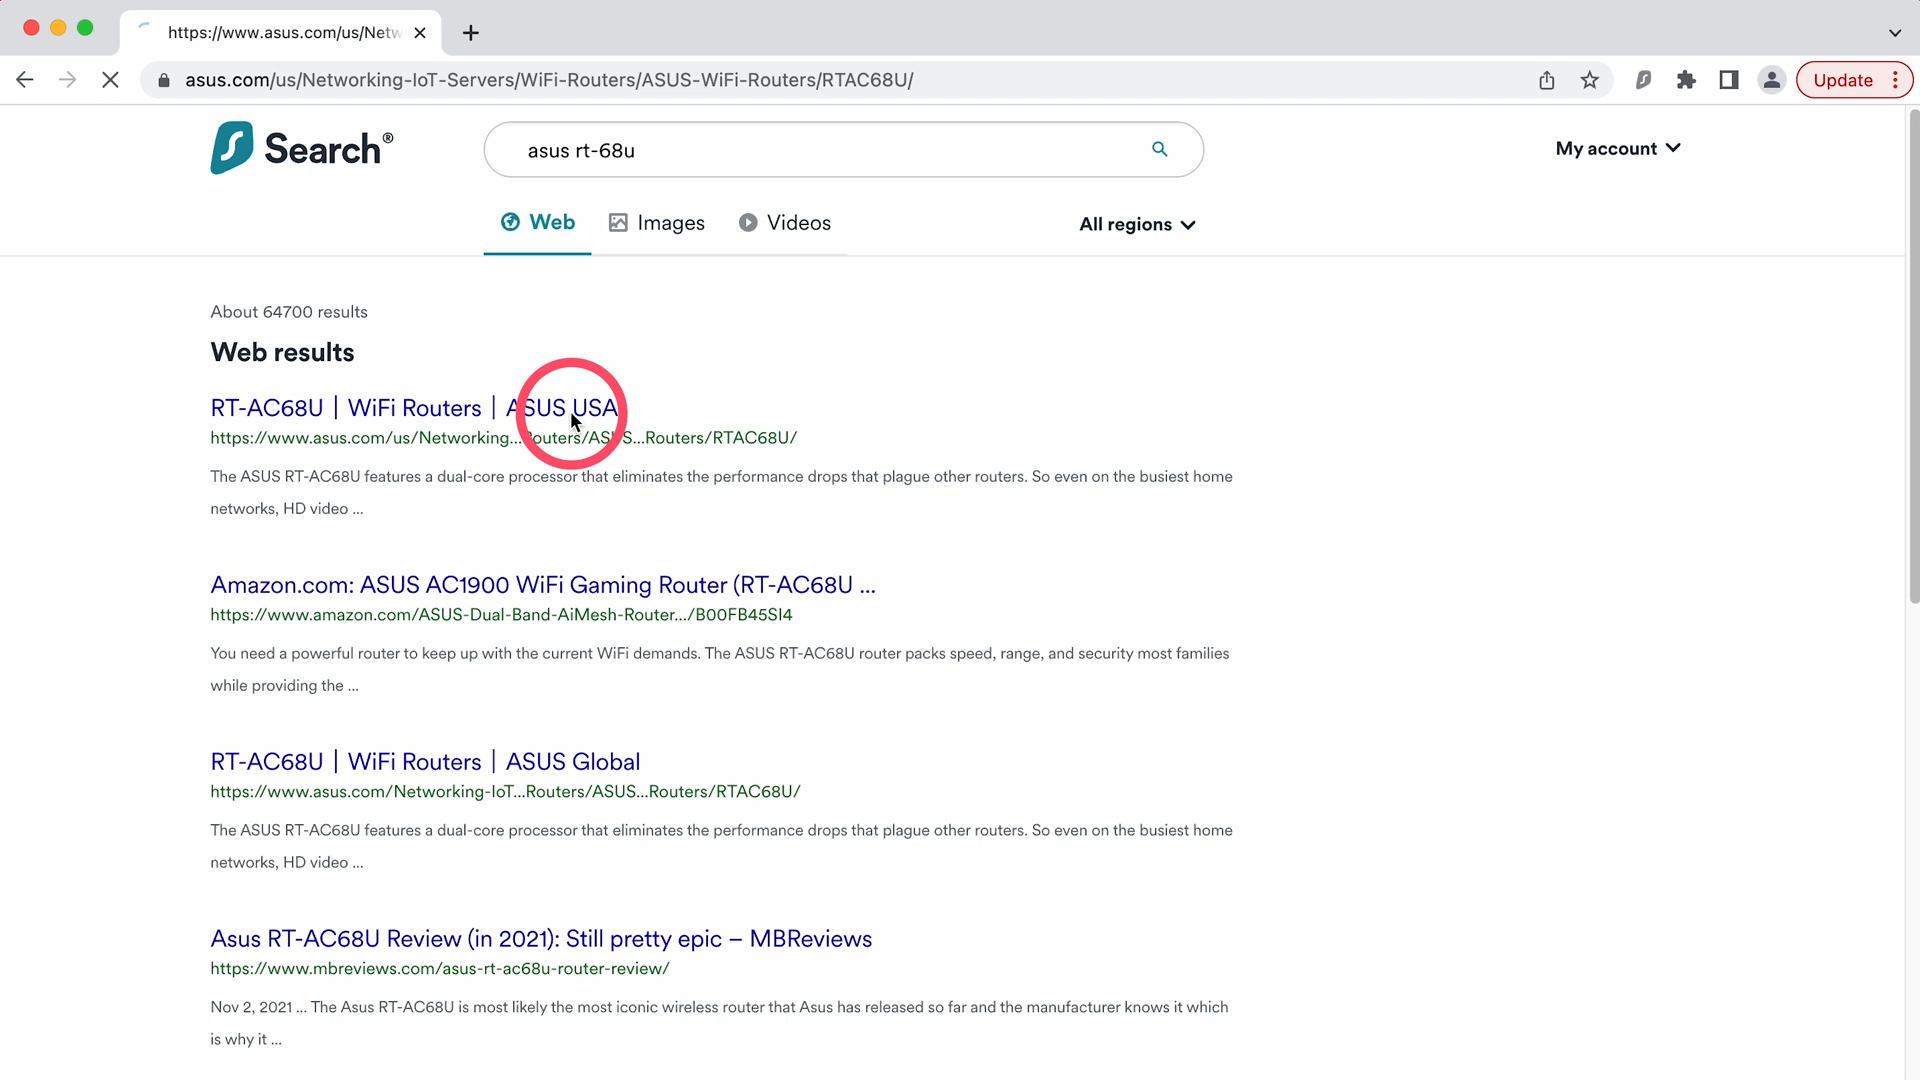 https://www.asus.com/us/Netw
asus.com/us/Networking-IoT-Servers/WiFi-Routers/ASUS-WiFi-Routers/RTAC68U/
Update
Search®
asus rt-68u
My account
Web
Images
Videos
All regions
About 64700 results
Web results
RT-AC68U | WiFi Routers | ASUS USA
https://www.asus.com/us/Networking...Routers/ASUS...Routers/RTAC68U/
The ASUS RT-AC68U features a dual-core processor that eliminates the performance drops that plague other routers. So even on the busiest home
networks, HD video ...
Amazon.com: ASUS AC1900 WiFi Gaming Router (RT-AC68U ...
https://www.amazon.com/ASUS-Dual-Band-AiMesh-Router.../B00FB45SI4
You need a powerful router to keep up with the current WiFi demands. The ASUS RT-AC68U router packs speed, range, and security most families
while providing the ...
RT-AC68U | WiFi Routers | ASUS Global
https://www.asus.com/Networking-IoT...Routers/ASUS...Routers/RTAC68U/
The ASUS RT-AC68U features a dual-core processor that eliminates the performance drops that plague other routers. So even on the busiest home
networks, HD video ...
Asus RT-AC68U Review (in 2021): Still pretty epic – MBReviews
https://www.mbreviews.com/asus-rt-ac68u-router-review/
Nov 2, 2021 ... The Asus RT-AC68U is most likely the most iconic wireless router that Asus has released so far and the manufacturer knows it which
is why it ...